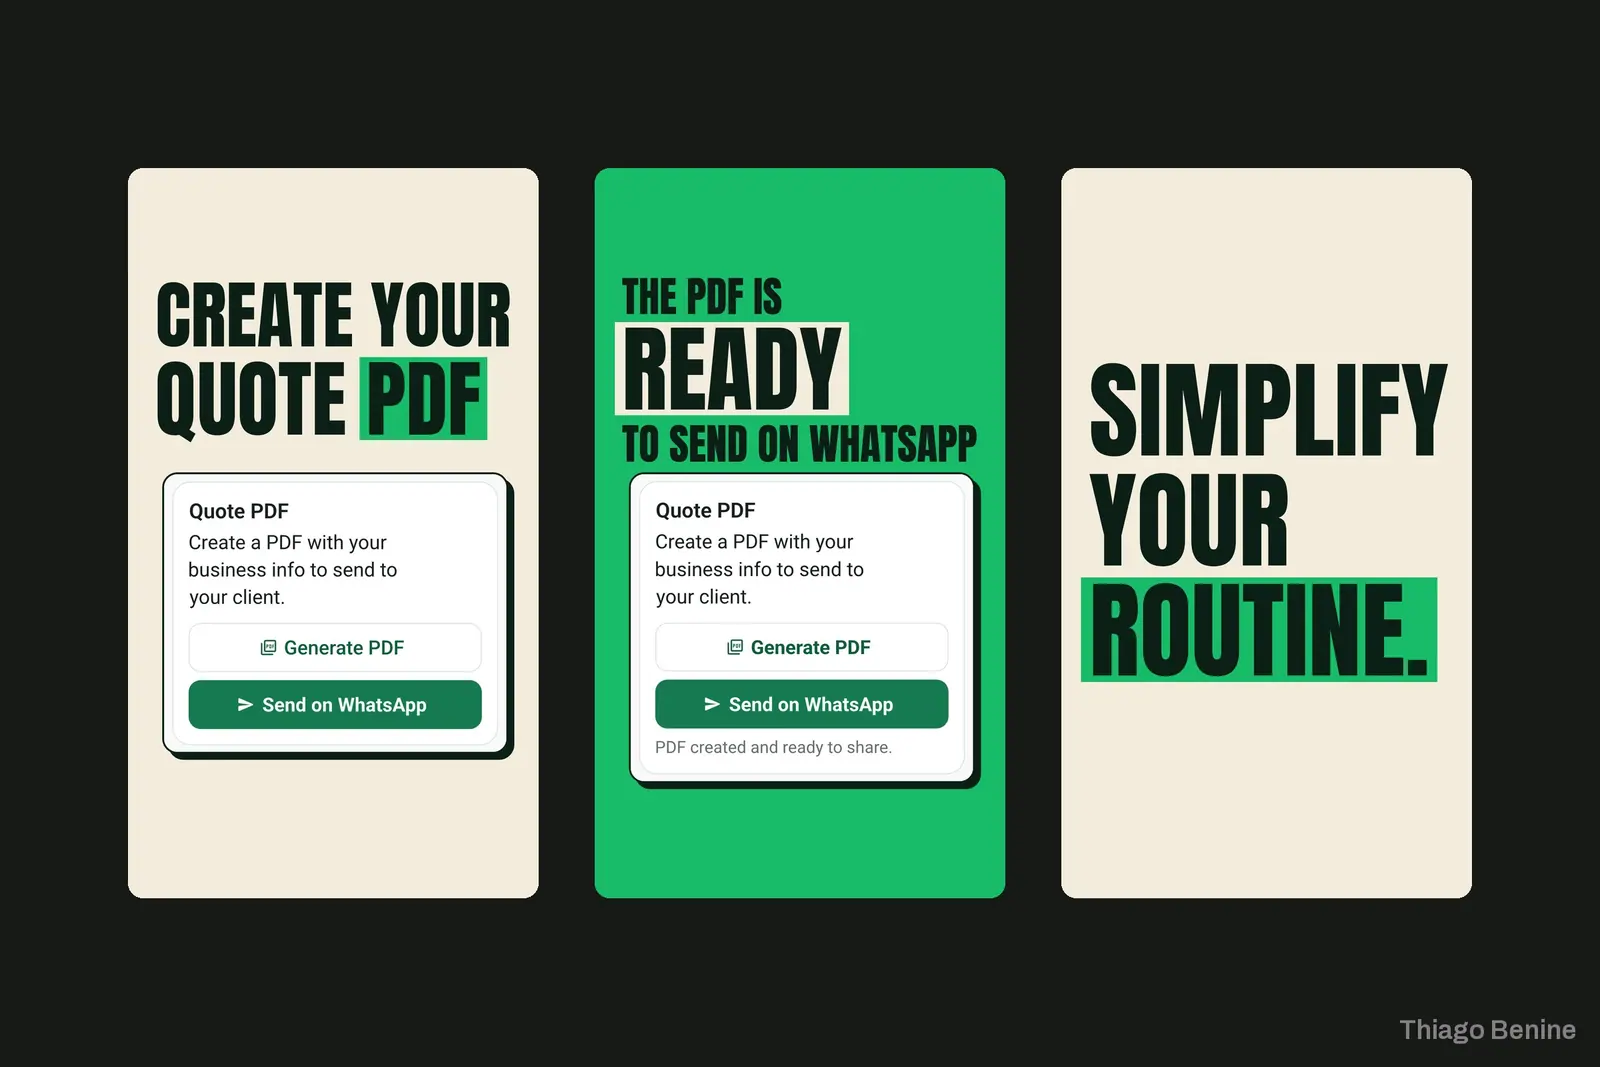 CREATE YOUR
QUOTE PDF
Quote PDF
Create a PDF with your
business info to send to
your client.
Generate PDF
Send on WhatsApp
THE PDF IS
READY
TO SEND ON WHATSAPP
Quote PDF
Create a PDF with your
business info to send to
your client.
Generate PDF
Send on WhatsApp
PDF created and ready to share.
SIMPLIFY
YOUR
ROUTINE.
Thiago Benine